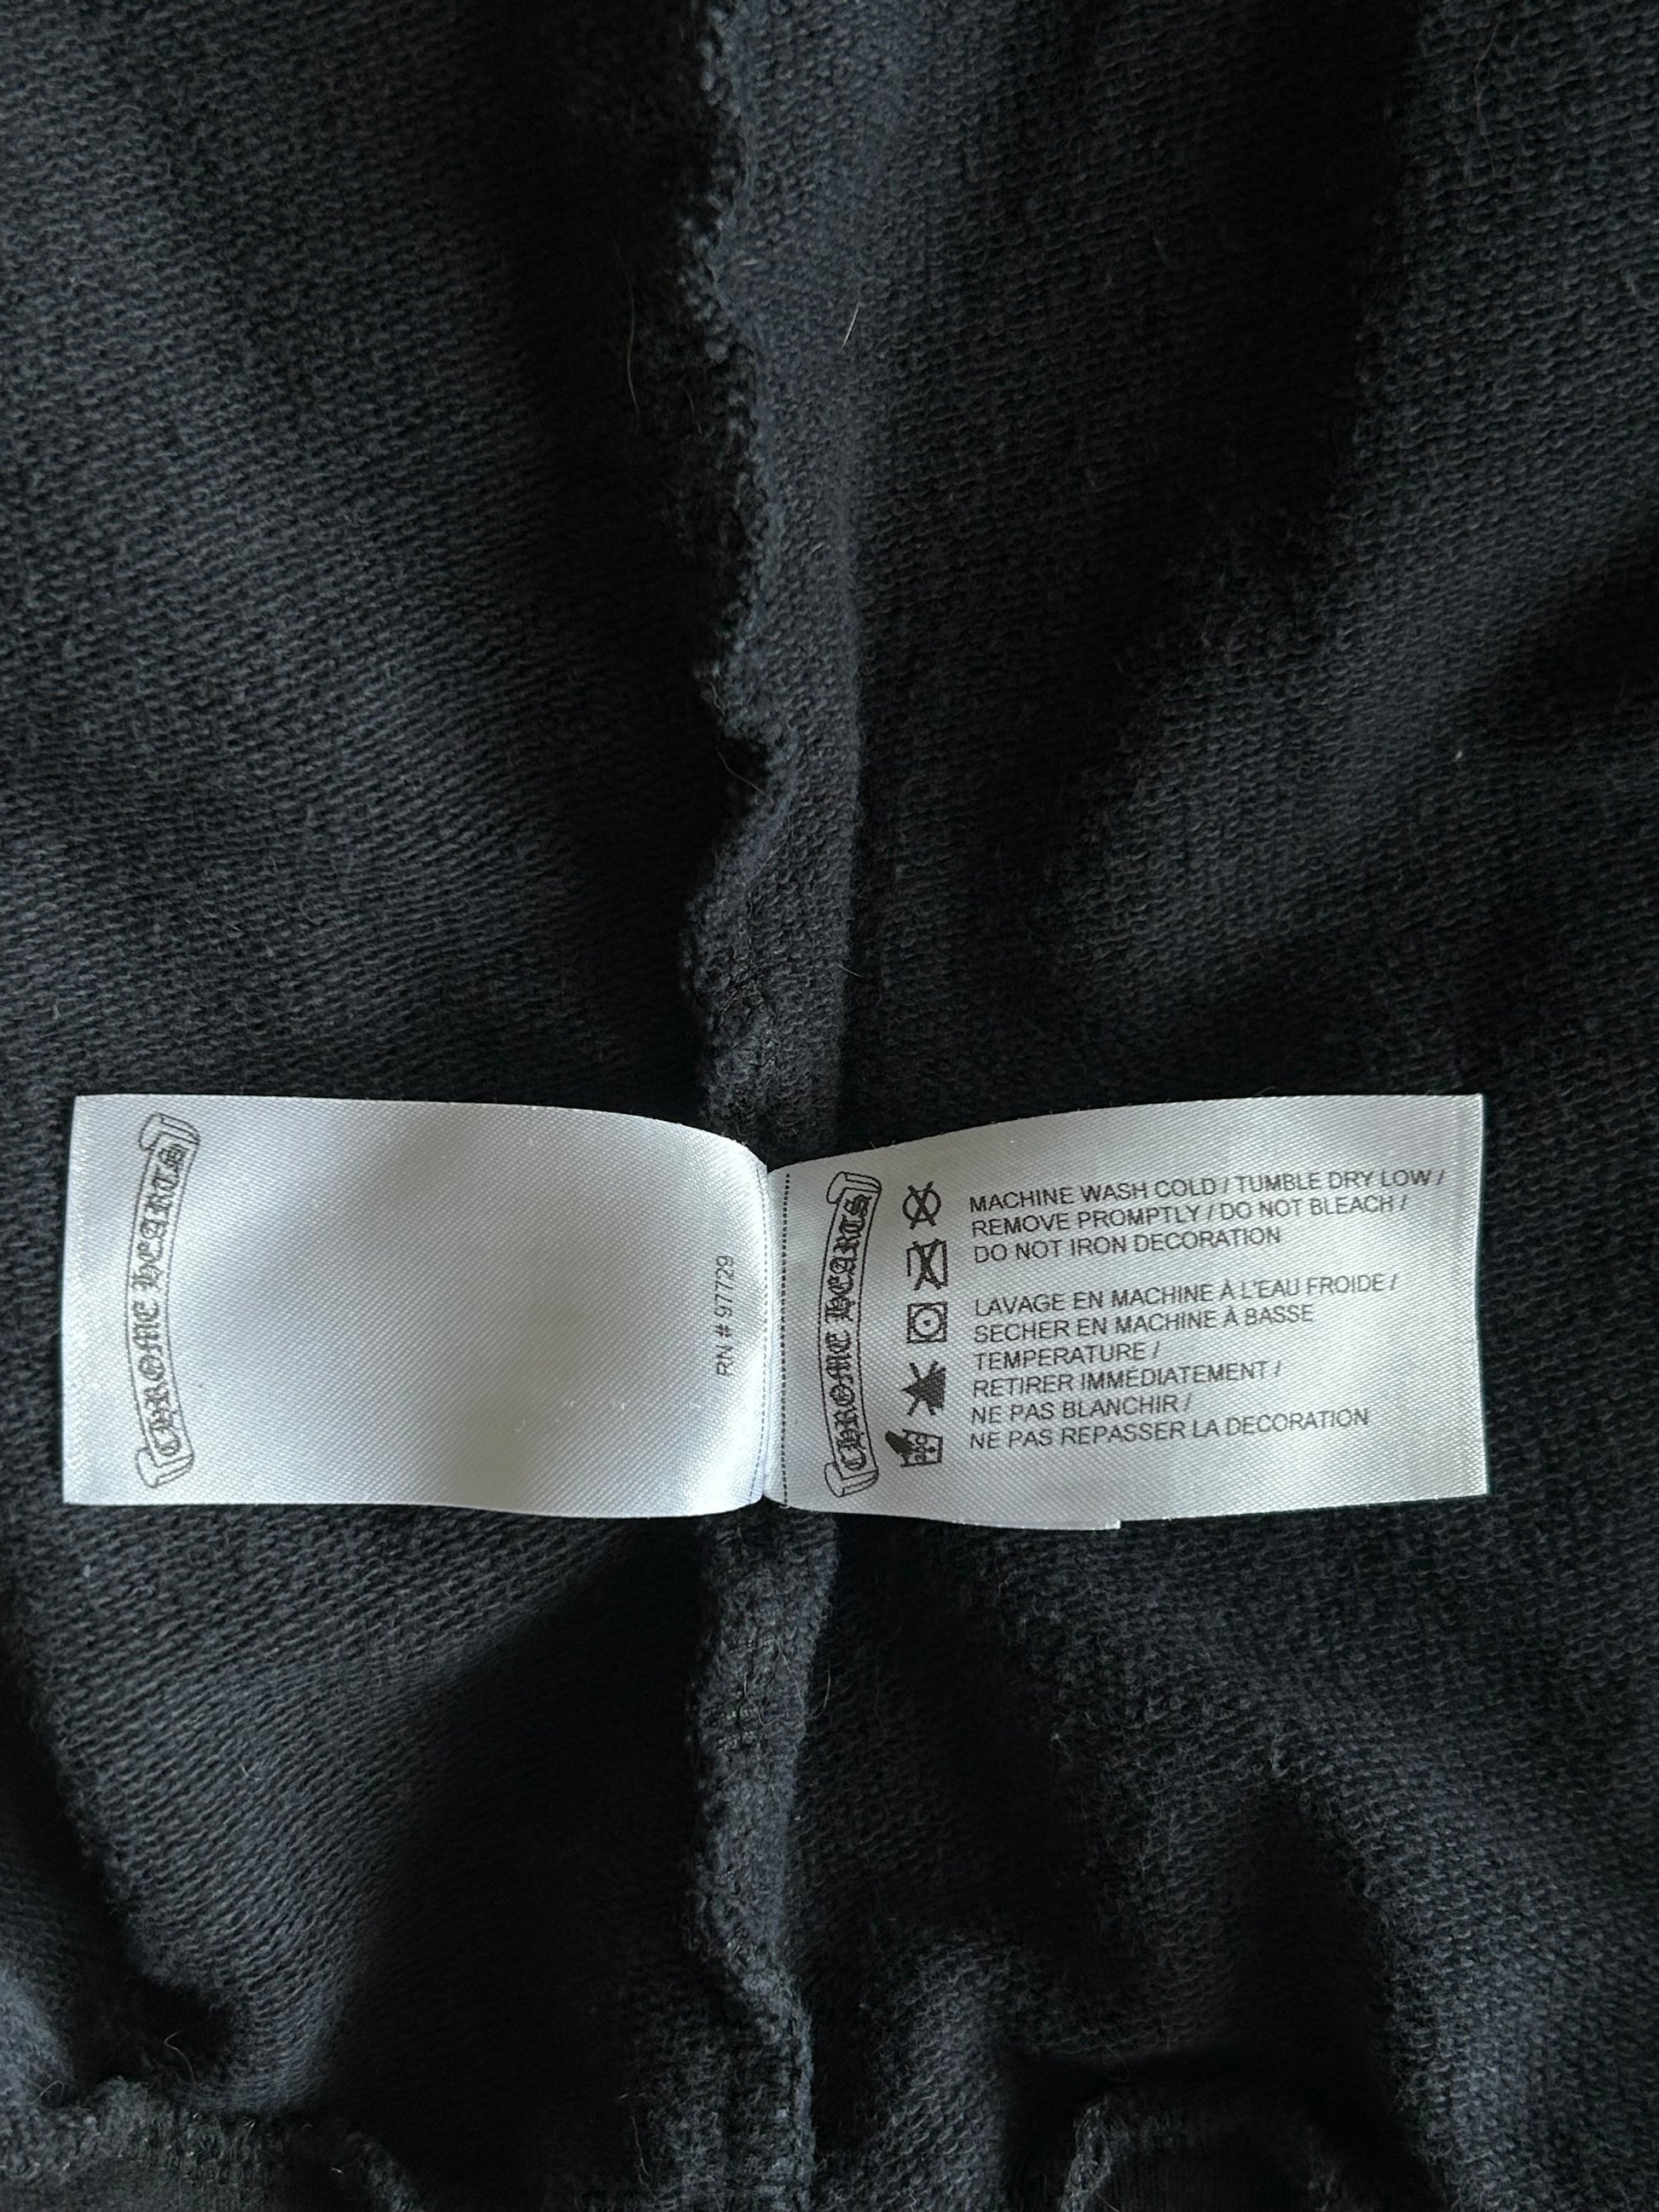 CHROME HEARTS
RN # 97729
CHROME HEARTS
MACHINE WASH COLD / TUMBLE DRY LOW /
REMOVE PROMPTLY / DO NOT BLEACH /
DO NOT IRON DECORATION
LAVAGE EN MACHINE À L'EAU FROIDE /
SECHER EN MACHINE À BASSE
TEMPERATURE /
RETIRER IMMEDIATEMENT /
NE PAS BLANCHIR /
NE PAS REPASSER LA DECORATION